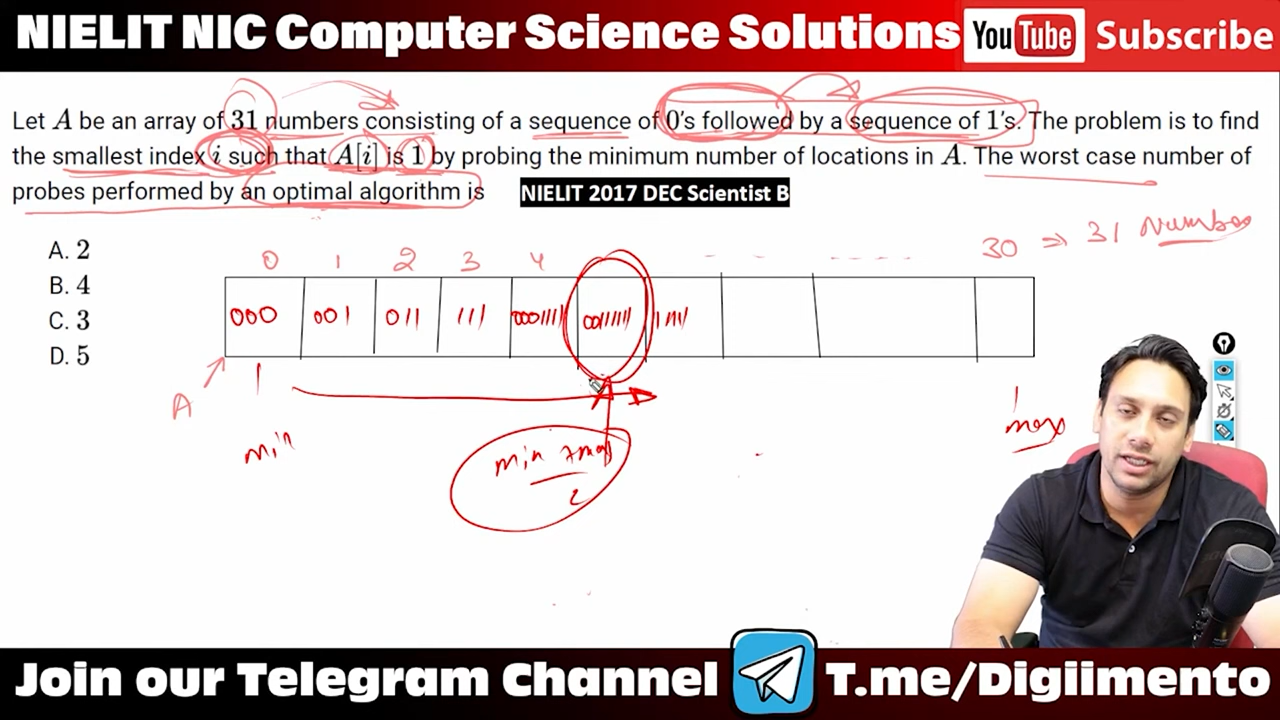 NIELIT NIC Computer Science Solutions YouTube Subscribe
Let A be an array of 31 numbers consisting of a sequence of 0's followed by a sequence of 1's. The problem is to find
the smallest index i such that A[i] is 1 by probing the minimum number of locations in A. The worst case number of
probes performed by an optimal algorithm is NIELIT 2017 DEC Scientist B
A. 2
B. 4
C. 3
D. 5
0 1 2 3 4 30 ⇒ 31 Number
000 001 011 111
A
min
max
min + max
2
Join our Telegram Channel T.me/Digiimento